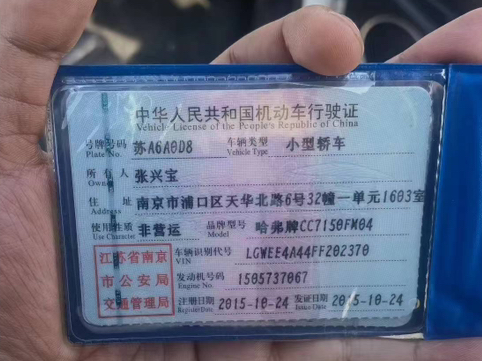 中华人民共和国机动车行驶证
Vehicle License of the People's Republic of China
号牌号码 苏A6A0D8 车辆类型 小型轿车
Plate No. Vehicle Type
所有人 张兴宝
Owner
住址 南京市浦口区天华北路6号32幢一单元1603室
Address
使用性质 非营运 品牌型号 哈弗牌CC7150FM04
Use Character Model
江苏省南京
市公安局
交通管理局
车辆识别代号 LGWEE4A44FF202370
VIN
发动机号码 1505737067
Engine No.
注册日期 2015-10-24 发证日期 2015-10-24
Register Date Issue Date